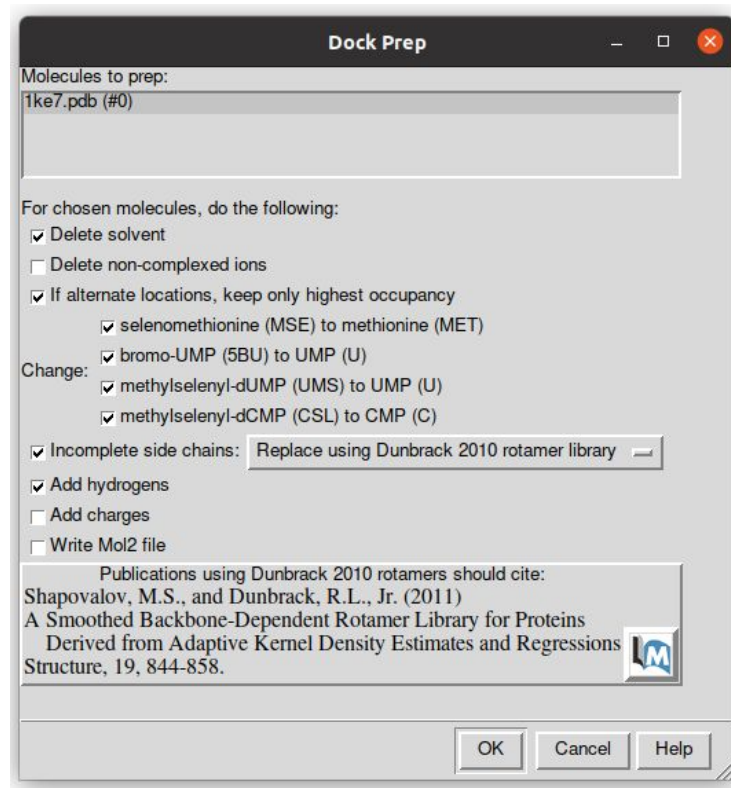 Dock Prep
Molecules to prep:
1ke7.pdb (#0)
For chosen molecules, do the following:
Delete solvent
Delete non-complexed ions
If alternate locations, keep only highest occupancy
selenomethionine (MSE) to methionine (MET)
bromo-UMP (5BU) to UMP (U)
Change:
methylselenyl-dUMP (UMS) to UMP (U)
methylselenyl-dCMP (CSL) to CMP (C)
Incomplete side chains: Replace using Dunbrack 2010 rotamer library
Add hydrogens
Add charges
Write Mol2 file
Publications using Dunbrack 2010 rotamers should cite:
Shapovalov, M.S., and Dunbrack, R.L., Jr. (2011)
A Smoothed Backbone-Dependent Rotamer Library for Proteins
Derived from Adaptive Kernel Density Estimates and Regressions
Structure, 19, 844-858.
M
OK Cancel Help